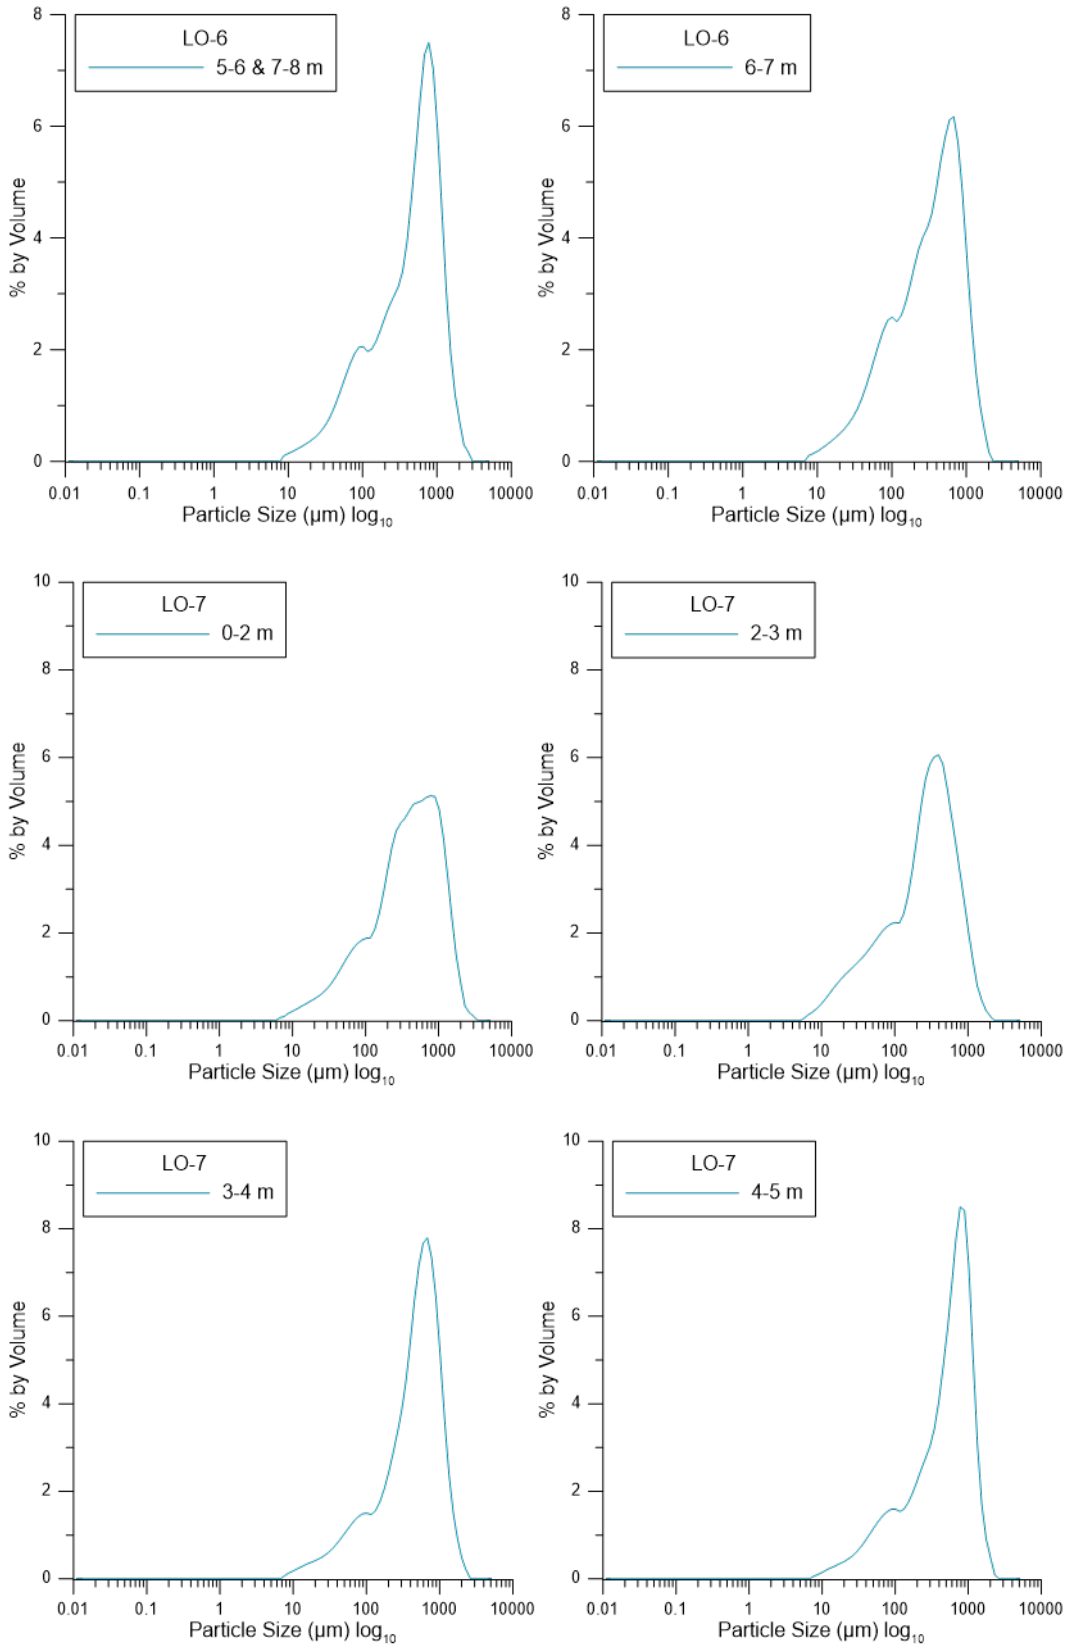 LO-6
5-6 & 7-8 m
8
6
4
2
0
% by Volume
0.01 0.1 1 10 100 1000 10000
Particle Size (µm) log₁₀
LO-6
6-7 m
8
6
4
2
0
% by Volume
0.01 0.1 1 10 100 1000 10000
Particle Size (µm) log₁₀
LO-7
0-2 m
10
8
6
4
2
0
% by Volume
0.01 0.1 1 10 100 1000 10000
Particle Size (µm) log₁₀
LO-7
2-3 m
10
8
6
4
2
0
% by Volume
0.01 0.1 1 10 100 1000 10000
Particle Size (µm) log₁₀
LO-7
3-4 m
10
8
6
4
2
0
% by Volume
0.01 0.1 1 10 100 1000 10000
Particle Size (µm) log₁₀
LO-7
4-5 m
10
8
6
4
2
0
% by Volume
0.01 0.1 1 10 100 1000 10000
Particle Size (µm) log₁₀